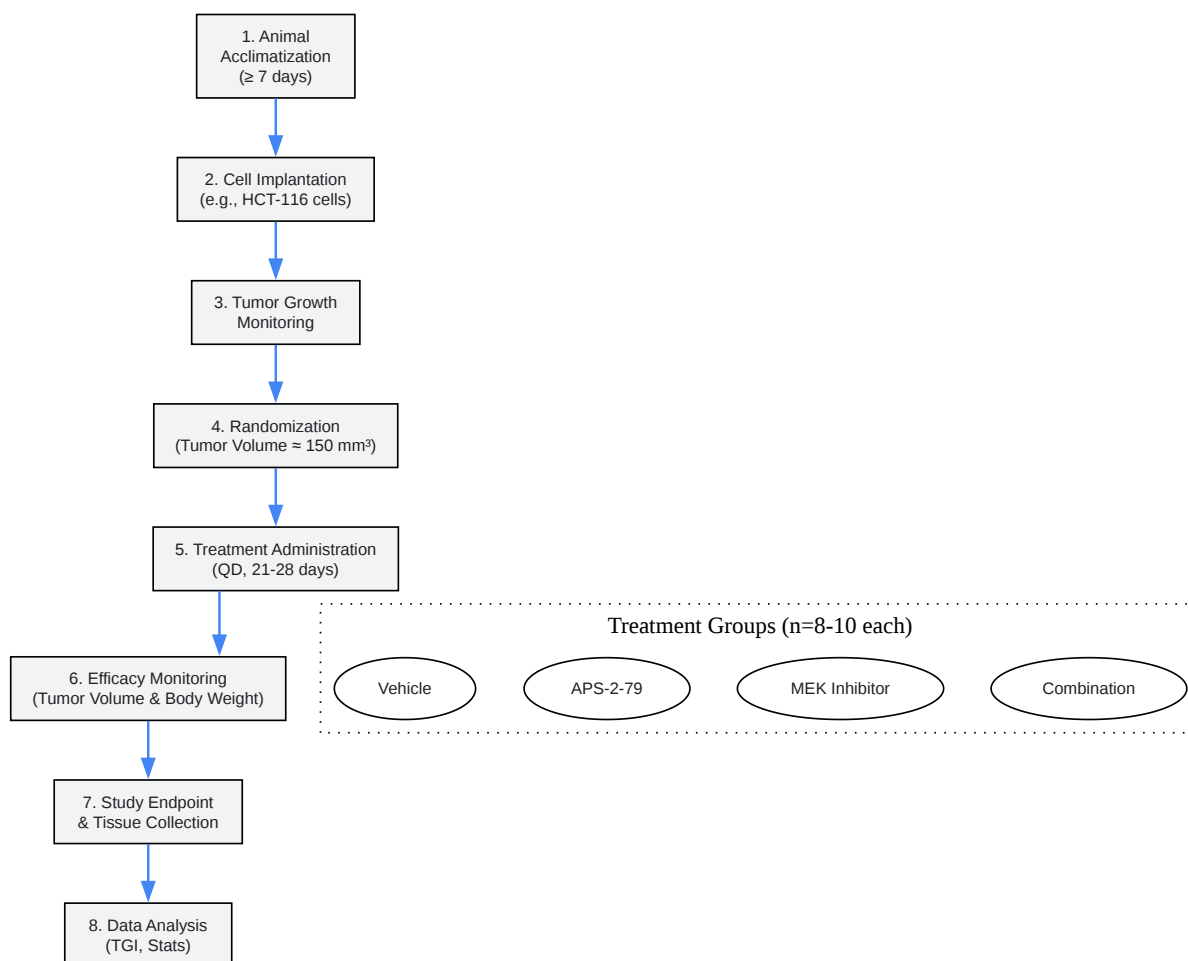 1. Animal
Acclimatization
(≥ 7 days)
2. Cell Implantation
(e.g., HCT-116 cells)
3. Tumor Growth
Monitoring
4. Randomization
(Tumor Volume ≈ 150 mm³)
5. Treatment Administration
(QD, 21-28 days)
Treatment Groups (n=8-10 each)
6. Efficacy Monitoring
(Tumor Volume & Body Weight)
Vehicle
APS-2-79
MEK Inhibitor
Combination
7. Study Endpoint
& Tissue Collection
8. Data Analysis
(TGI, Stats)